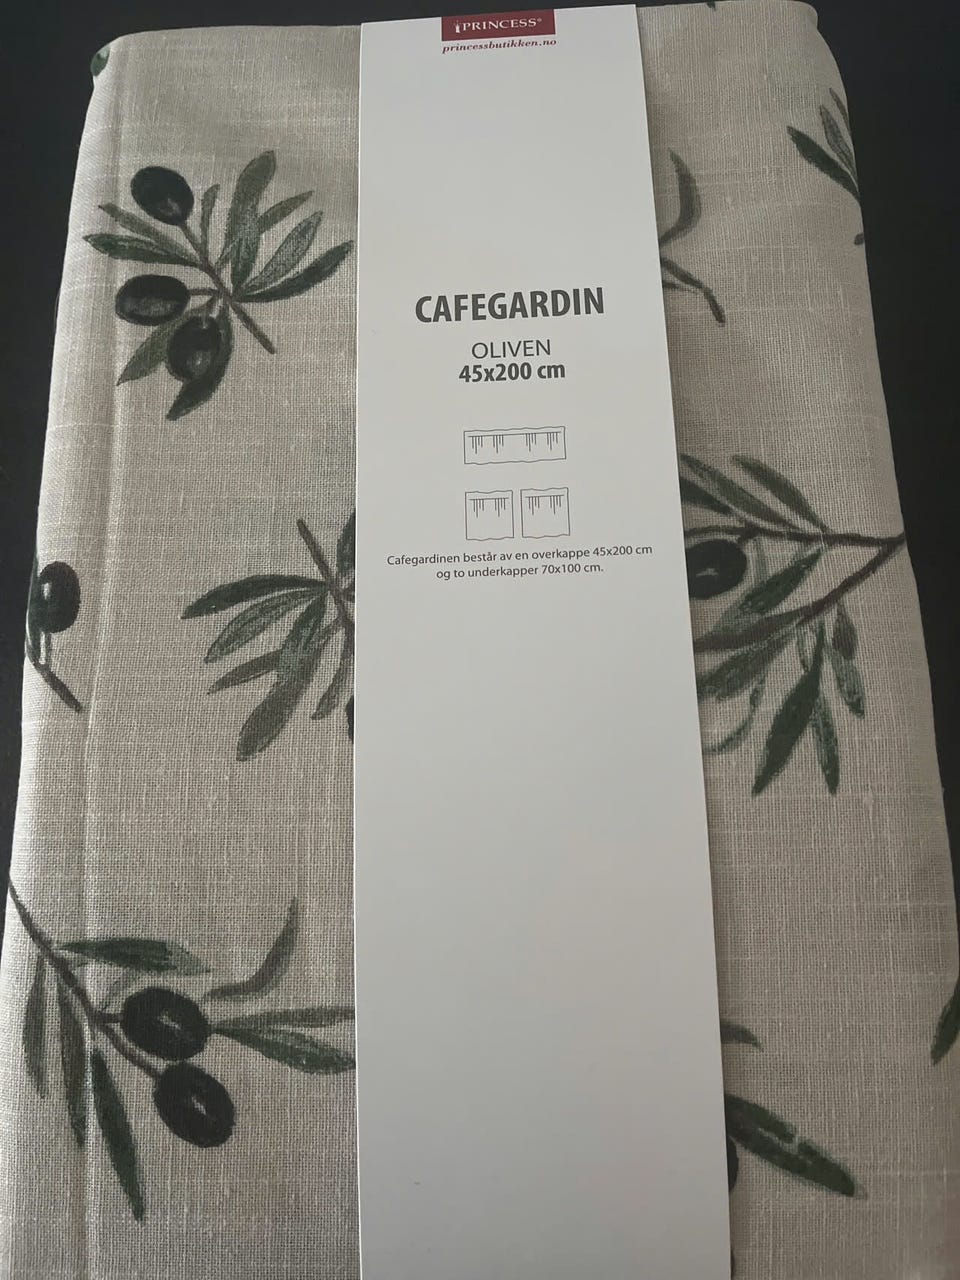 PRINCESS®
princessbutikken.no
CAFEGARDIN
OLIVEN
45x200 cm
Cafegardinen består av en overkappe 45x200 cm
og to underkapper 70x100 cm.